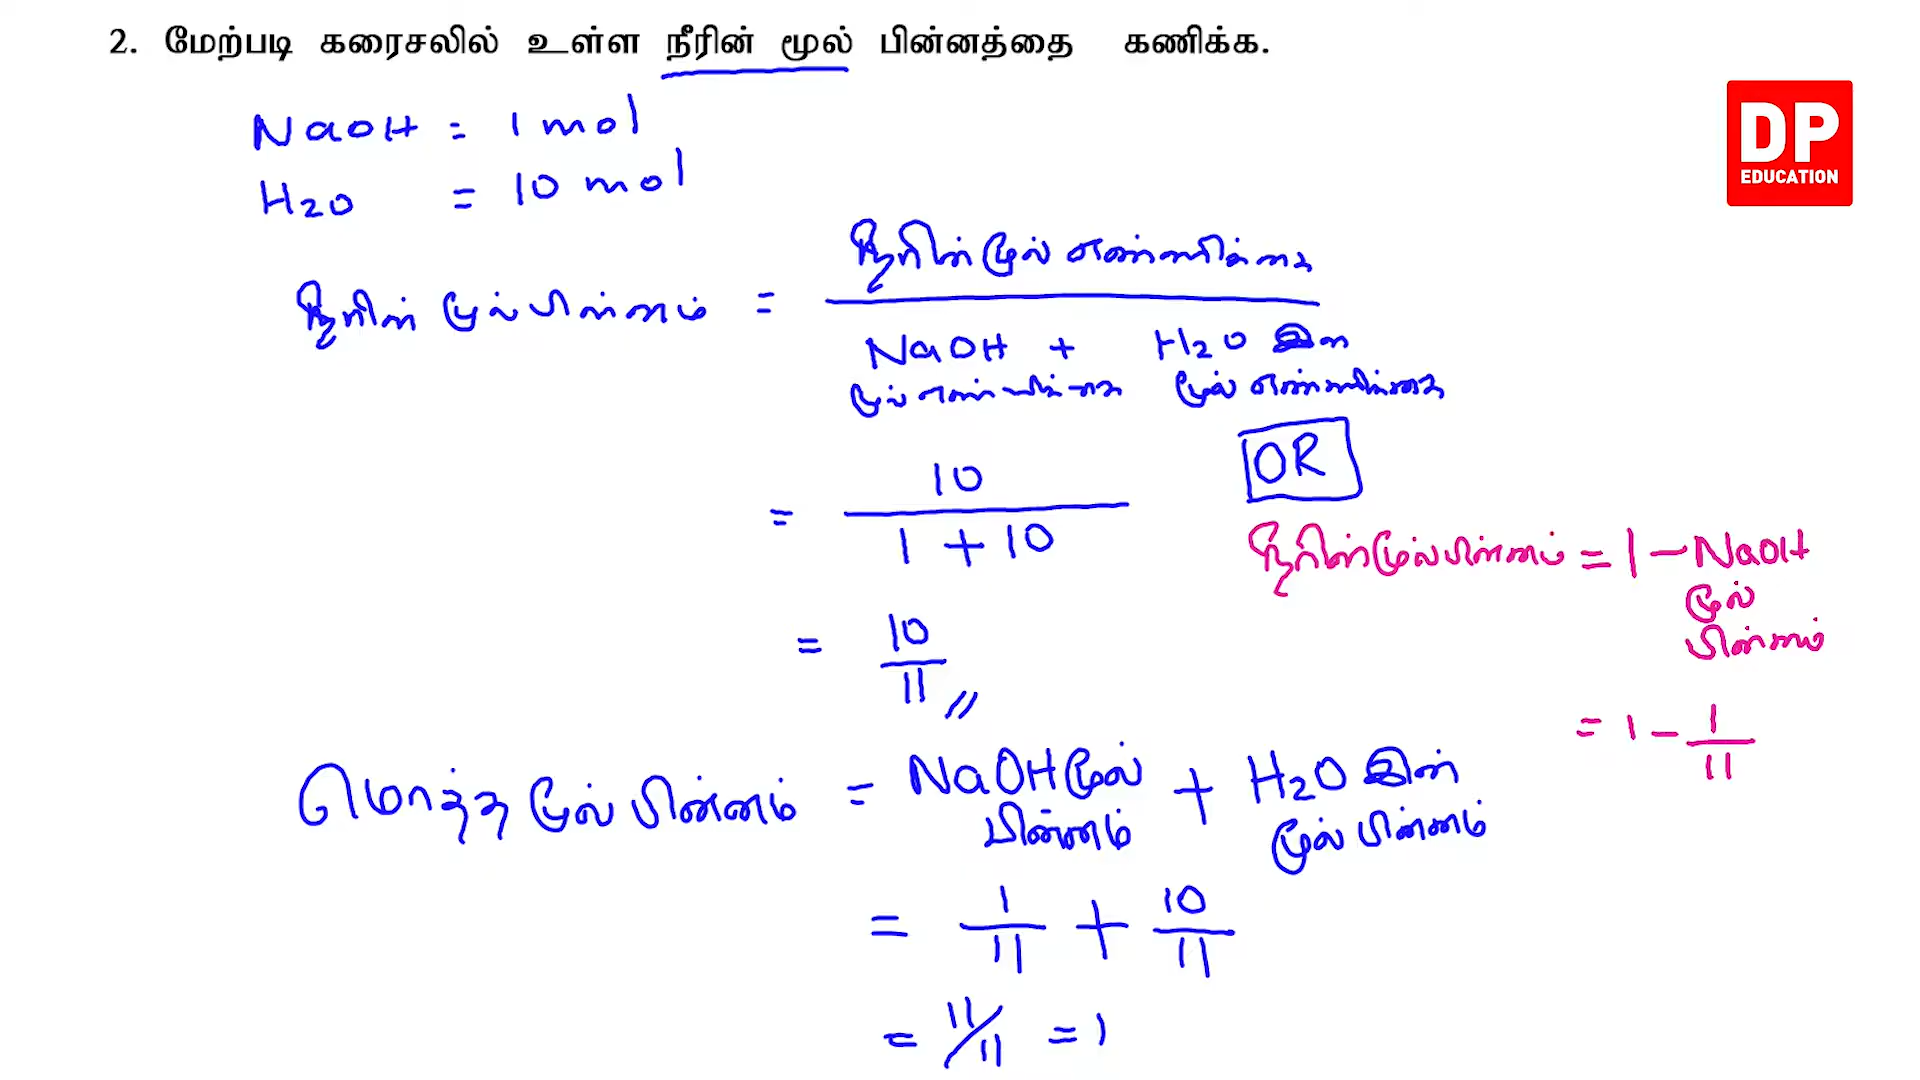 2. மேற்படி கரைசலில் உள்ள நீரின் மூல் பின்னத்தை கணிக்க.
DP
EDUCATION
NaOH = 1 mol
H2O = 10 mol
நீரின் மூல் எண்ணிக்கை
நீரின் மூல் பின்னம் =
NaOH + H2O இன்
மூல் எண்ணிக்கை மூல் எண்ணிக்கை
= 10 / 1 + 10
OR
நீரின் மூல் பின்னம் = 1 - NaOH
மூல்
பின்னம்
= 10 / 11 //
= 1 - 1 / 11
மொத்த மூல் பின்னம் = NaOH மூல் + H2O இன்
பின்னம் மூல் பின்னம்
= 1 / 11 + 10 / 11
= 11/11 = 1